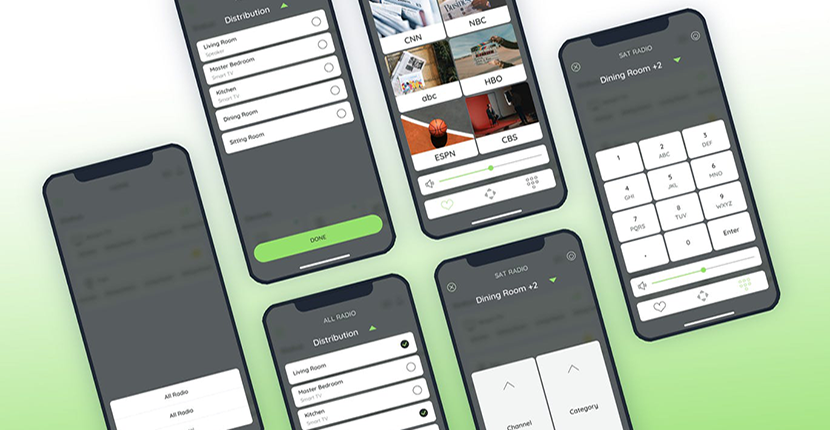 Distribution
Living Room
Speaker
Master Bedroom
Smart TV
Kitchen
Smart TV
Dining Room
Sitting Room
DONE
CNN
NBC
abc
HBO
ESPN
CBS
SAT RADIO
Dining Room +2
1
2
ABC
3
DEF
4
GHI
5
JKL
6
MNO
7
PQRS
8
TUV
9
WXYZ
.
0
Enter
All Radio
All Radio
ALL RADIO
Distribution
Living Room
Master Bedroom
Smart TV
Kitchen
Smart TV
SAT RADIO
Dining Room +2
Channel
Category